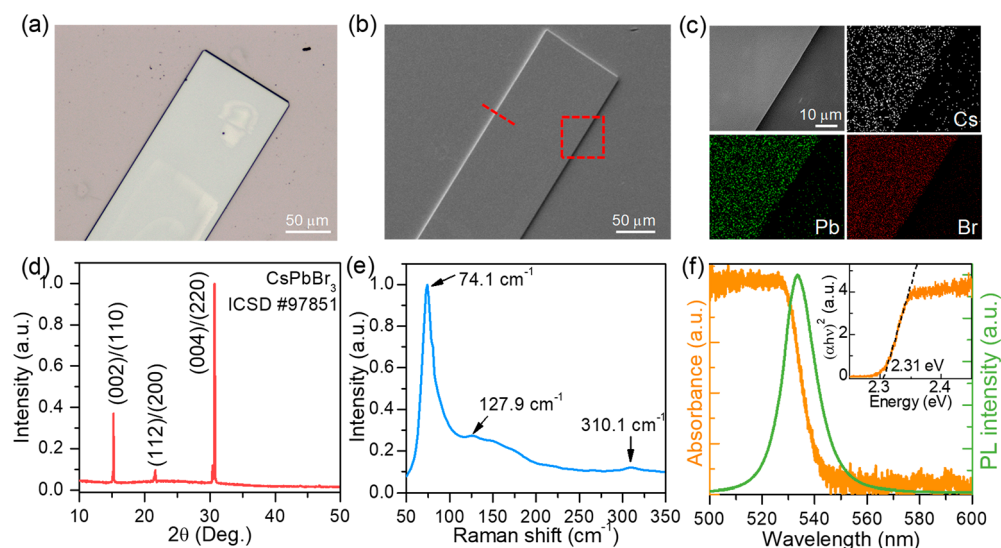 (a)
50 μm
(b)
50 μm
(c)
10 μm
Cs
Pb
Br
(d)
CsPbBr3
ICSD #97851
(002)/(110)
(112)/(200)
(004)/(220)
Intensity (a.u.)
1.0
0.8
0.6
0.4
0.2
0.0
10 20 30 40 50
2θ (Deg.)
(e)
74.1 cm-1
127.9 cm-1
310.1 cm-1
Intensity (a.u.)
1.0
0.8
0.6
0.4
0.2
0.0
50 100 150 200 250 300 350
Raman shift (cm-1)
(f)
Absorbance (a.u.)
PL intensity (a.u.)
(αhν)2 (a.u.)
4
2
0
2.31 eV
2.3 2.4
Energy (eV)
500 520 540 560 580 600
Wavelength (nm)